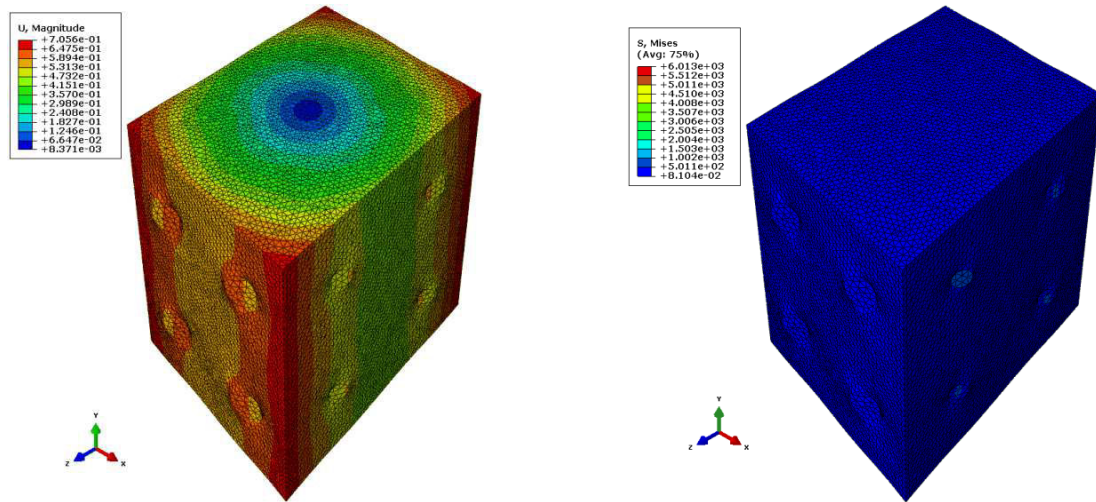 U, Magnitude
+7.056e-01
+6.475e-01
+5.894e-01
+5.313e-01
+4.732e-01
+4.151e-01
+3.570e-01
+2.989e-01
+2.408e-01
+1.827e-01
+1.246e-01
+6.647e-02
+8.371e-03
Y
Z
X
S, Mises
(Avg: 75%)
+6.013e+03
+5.512e+03
+5.011e+03
+4.510e+03
+4.008e+03
+3.507e+03
+3.006e+03
+2.505e+03
+2.004e+03
+1.503e+03
+1.002e+03
+5.011e+02
+8.104e-02
Y
Z
X